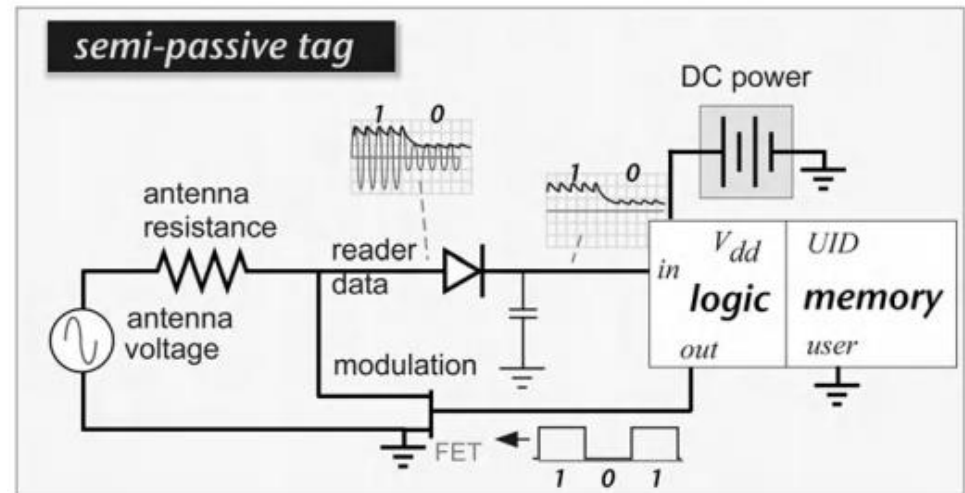 semi-passive tag
DC power
1 0
1 0
antenna
resistance
reader
data
antenna
voltage
modulation
in
Vdd
logic
out
UID
memory
user
FET
1 0 1